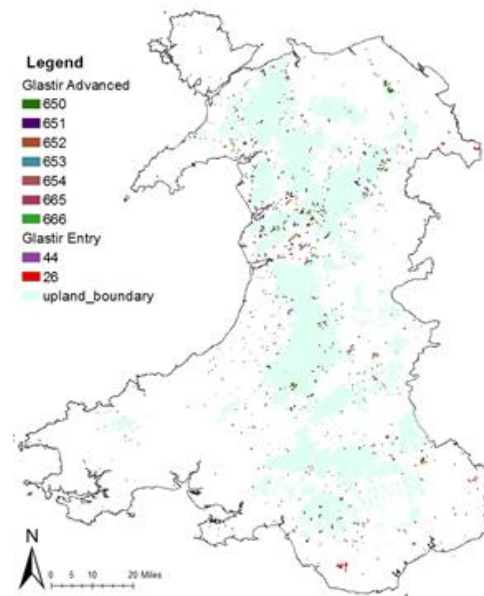 Legend
Glastir Advanced
650
651
652
653
654
665
666
Glastir Entry
44
26
upland_boundary
N
0 5 10 20 Miles